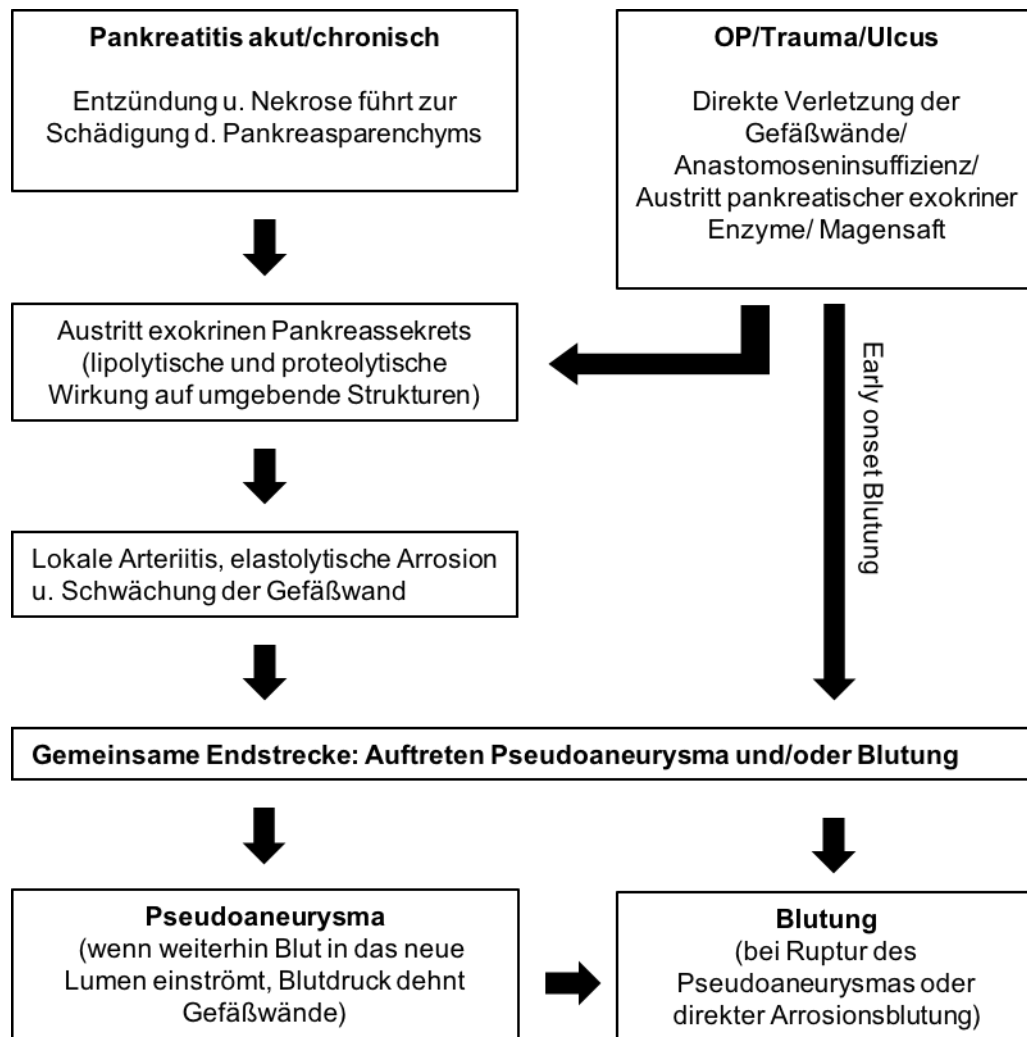 Pankreatitis akut/chronisch
Entzündung u. Nekrose führt zur
Schädigung d. Pankreasparenchyms
OP/Trauma/Ulcus
Direkte Verletzung der
Gefäßwände/
Anastomoseninsuffizienz/
Austritt pankreatischer exokriner
Enzyme/ Magensaft
Austritt exokrinen Pankreassekrets
(lipolytische und proteolytische
Wirkung auf umgebende Strukturen)
Early onset Blutung
Lokale Arteriitis, elastolytische Arrosion
u. Schwächung der Gefäßwand
Gemeinsame Endstrecke: Auftreten Pseudoaneurysma und/oder Blutung
Pseudoaneurysma
(wenn weiterhin Blut in das neue
Lumen einströmt, Blutdruck dehnt
Gefäßwände)
Blutung
(bei Ruptur des
Pseudoaneurysmas oder
direkter Arrosionsblutung)